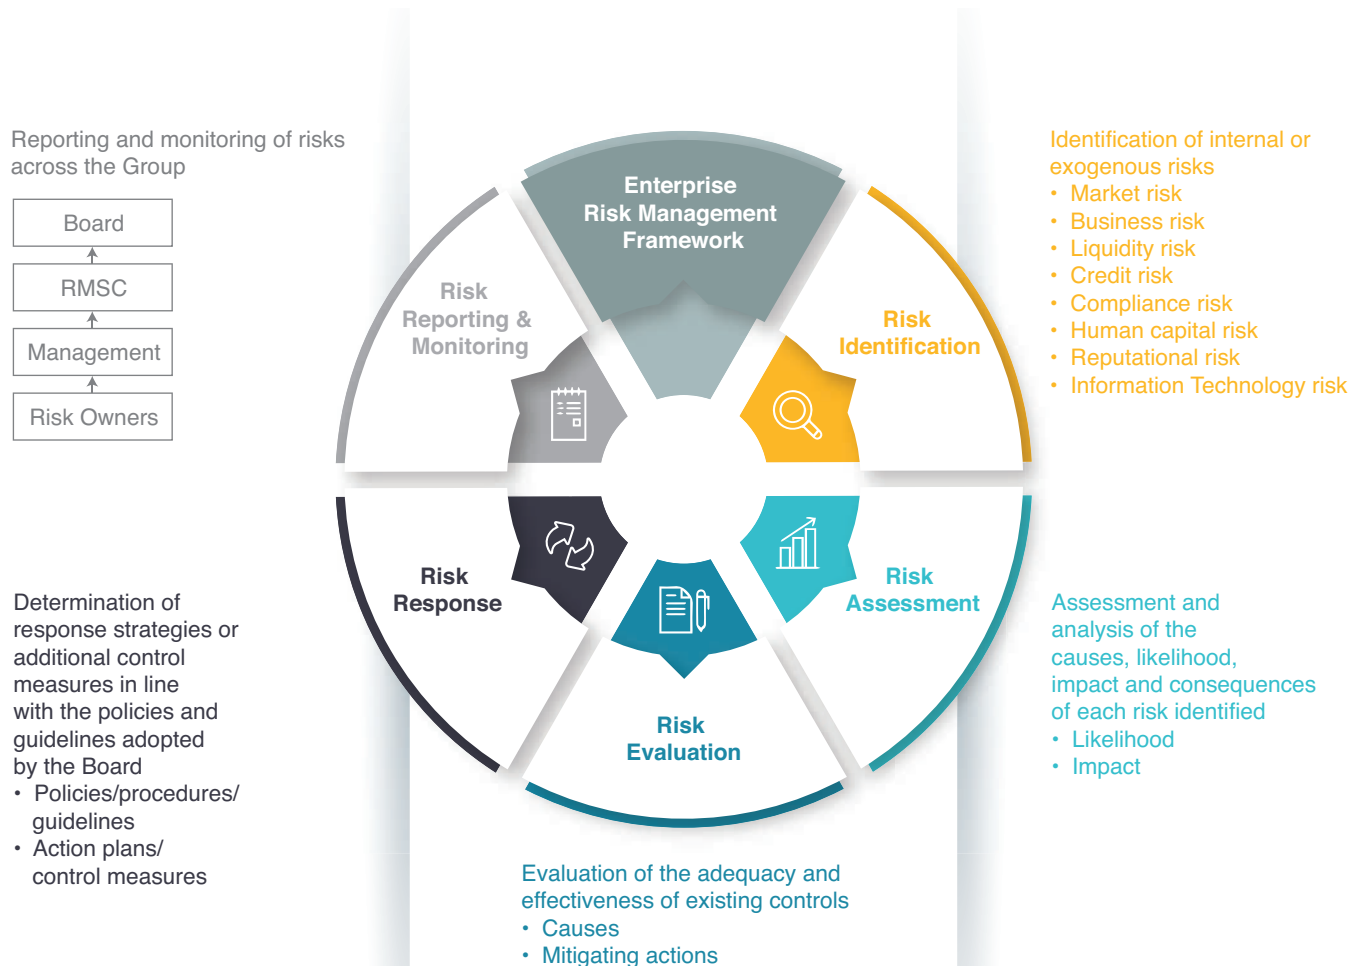 Reporting and monitoring of risks
across the Group
Board
RMSC
Management
Risk Owners
Enterprise
Risk Management
Framework
Risk
Reporting &
Monitoring
Risk
Identification
Identification of internal or
exogenous risks
• Market risk
• Business risk
• Liquidity risk
• Credit risk
• Compliance risk
• Human capital risk
• Reputational risk
• Information Technology risk
Risk
Response
Risk
Assessment
Risk
Evaluation
Determination of
response strategies or
additional control
measures in line
with the policies and
guidelines adopted
by the Board
• Policies/procedures/
guidelines
• Action plans/
control measures
Assessment and
analysis of the
causes, likelihood,
impact and consequences
of each risk identified
• Likelihood
• Impact
Evaluation of the adequacy and
effectiveness of existing controls
• Causes
• Mitigating actions